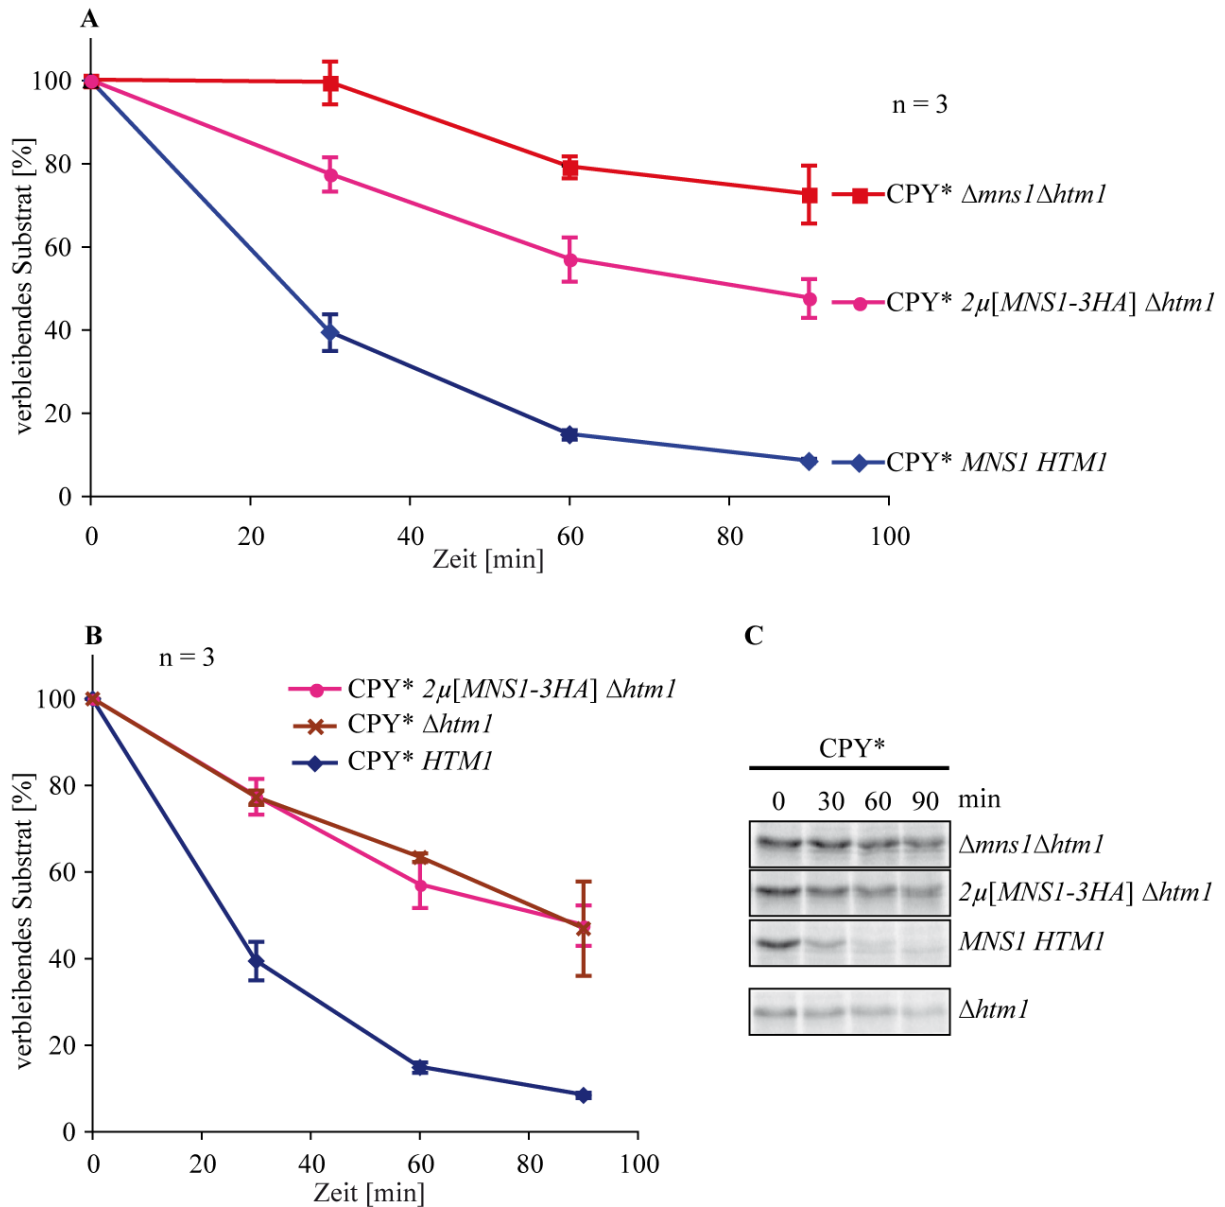 A
100
80
60
40
20
0
verbleibendes Substrat [%]
n = 3
CPY* Δmns1Δhtm1
CPY* 2μ[MNS1-3HA] Δhtm1
CPY* MNS1 HTM1
0 20 40 60 80 100
Zeit [min]
B
n = 3
CPY* 2μ[MNS1-3HA] Δhtm1
CPY* Δhtm1
CPY* HTM1
100
80
60
40
20
0
verbleibendes Substrat [%]
0 20 40 60 80 100
Zeit [min]
C
CPY*
0 30 60 90 min
Δmns1Δhtm1
2μ[MNS1-3HA] Δhtm1
MNS1 HTM1
Δhtm1